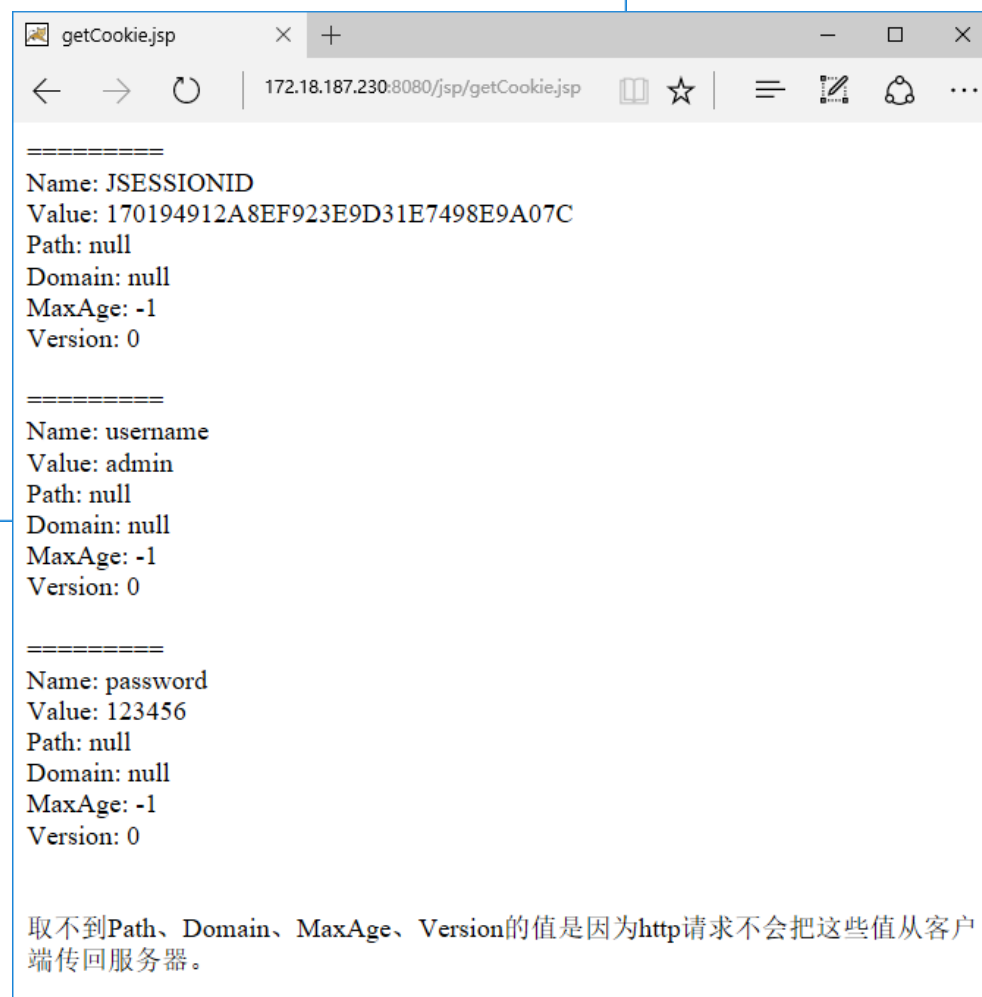 getCookie.jsp
172.18.187.230:8080/jsp/getCookie.jsp
=========
Name: JSESSIONID
Value: 170194912A8EF923E9D31E7498E9A07C
Path: null
Domain: null
MaxAge: -1
Version: 0
=========
Name: username
Value: admin
Path: null
Domain: null
MaxAge: -1
Version: 0
=========
Name: password
Value: 123456
Path: null
Domain: null
MaxAge: -1
Version: 0
取不到Path、Domain、MaxAge、Version的值是因为http请求不会把这些值从客户
端传回服务器。